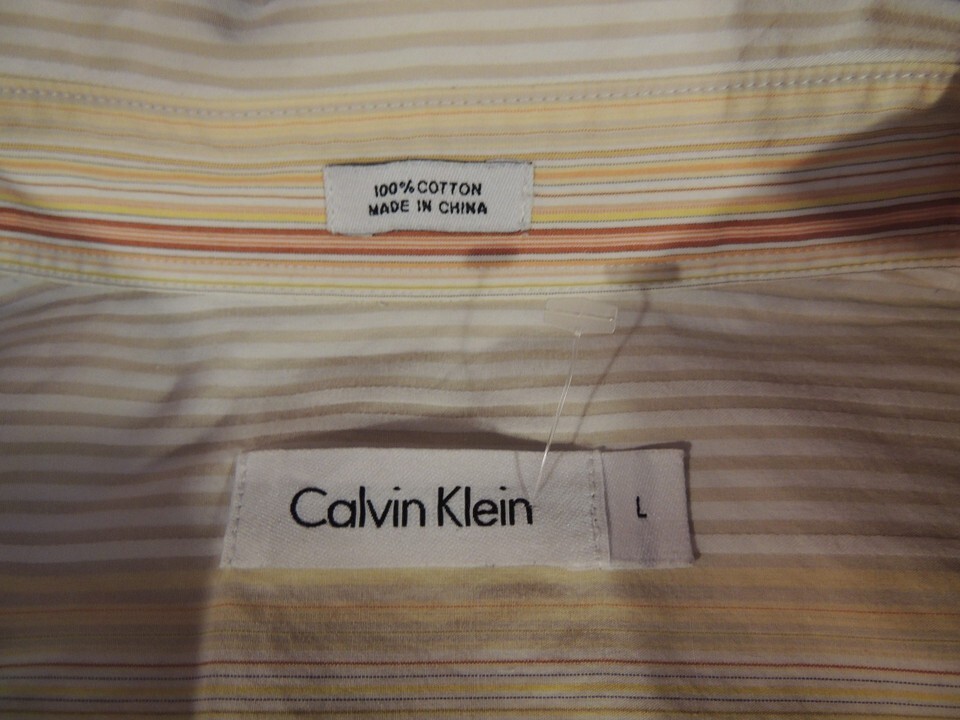 100% COTTON
MADE IN CHINA
Calvin Klein
L